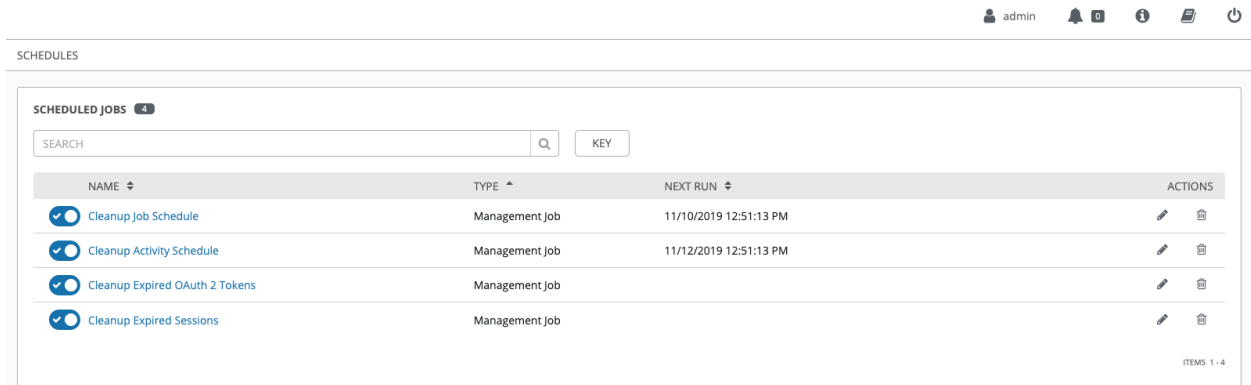 admin 0
SCHEDULES
SCHEDULED JOBS 4
SEARCH KEY
NAME TYPE NEXT RUN ACTIONS
Cleanup Job Schedule Management Job 11/10/2019 12:51:13 PM
Cleanup Activity Schedule Management Job 11/12/2019 12:51:13 PM
Cleanup Expired OAuth 2 Tokens Management Job
Cleanup Expired Sessions Management Job
ITEMS 1 - 4